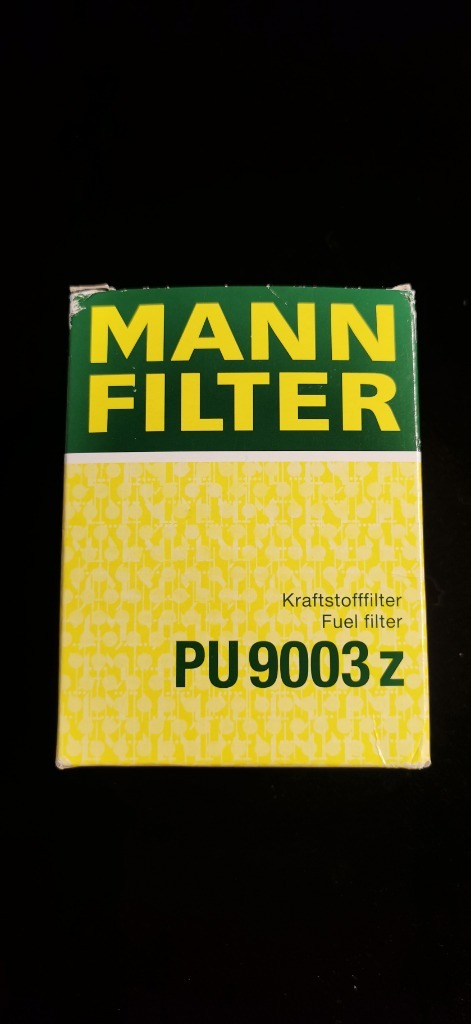 MANN
FILTER
Kraftstofffilter
Fuel filter
PU 9003 z